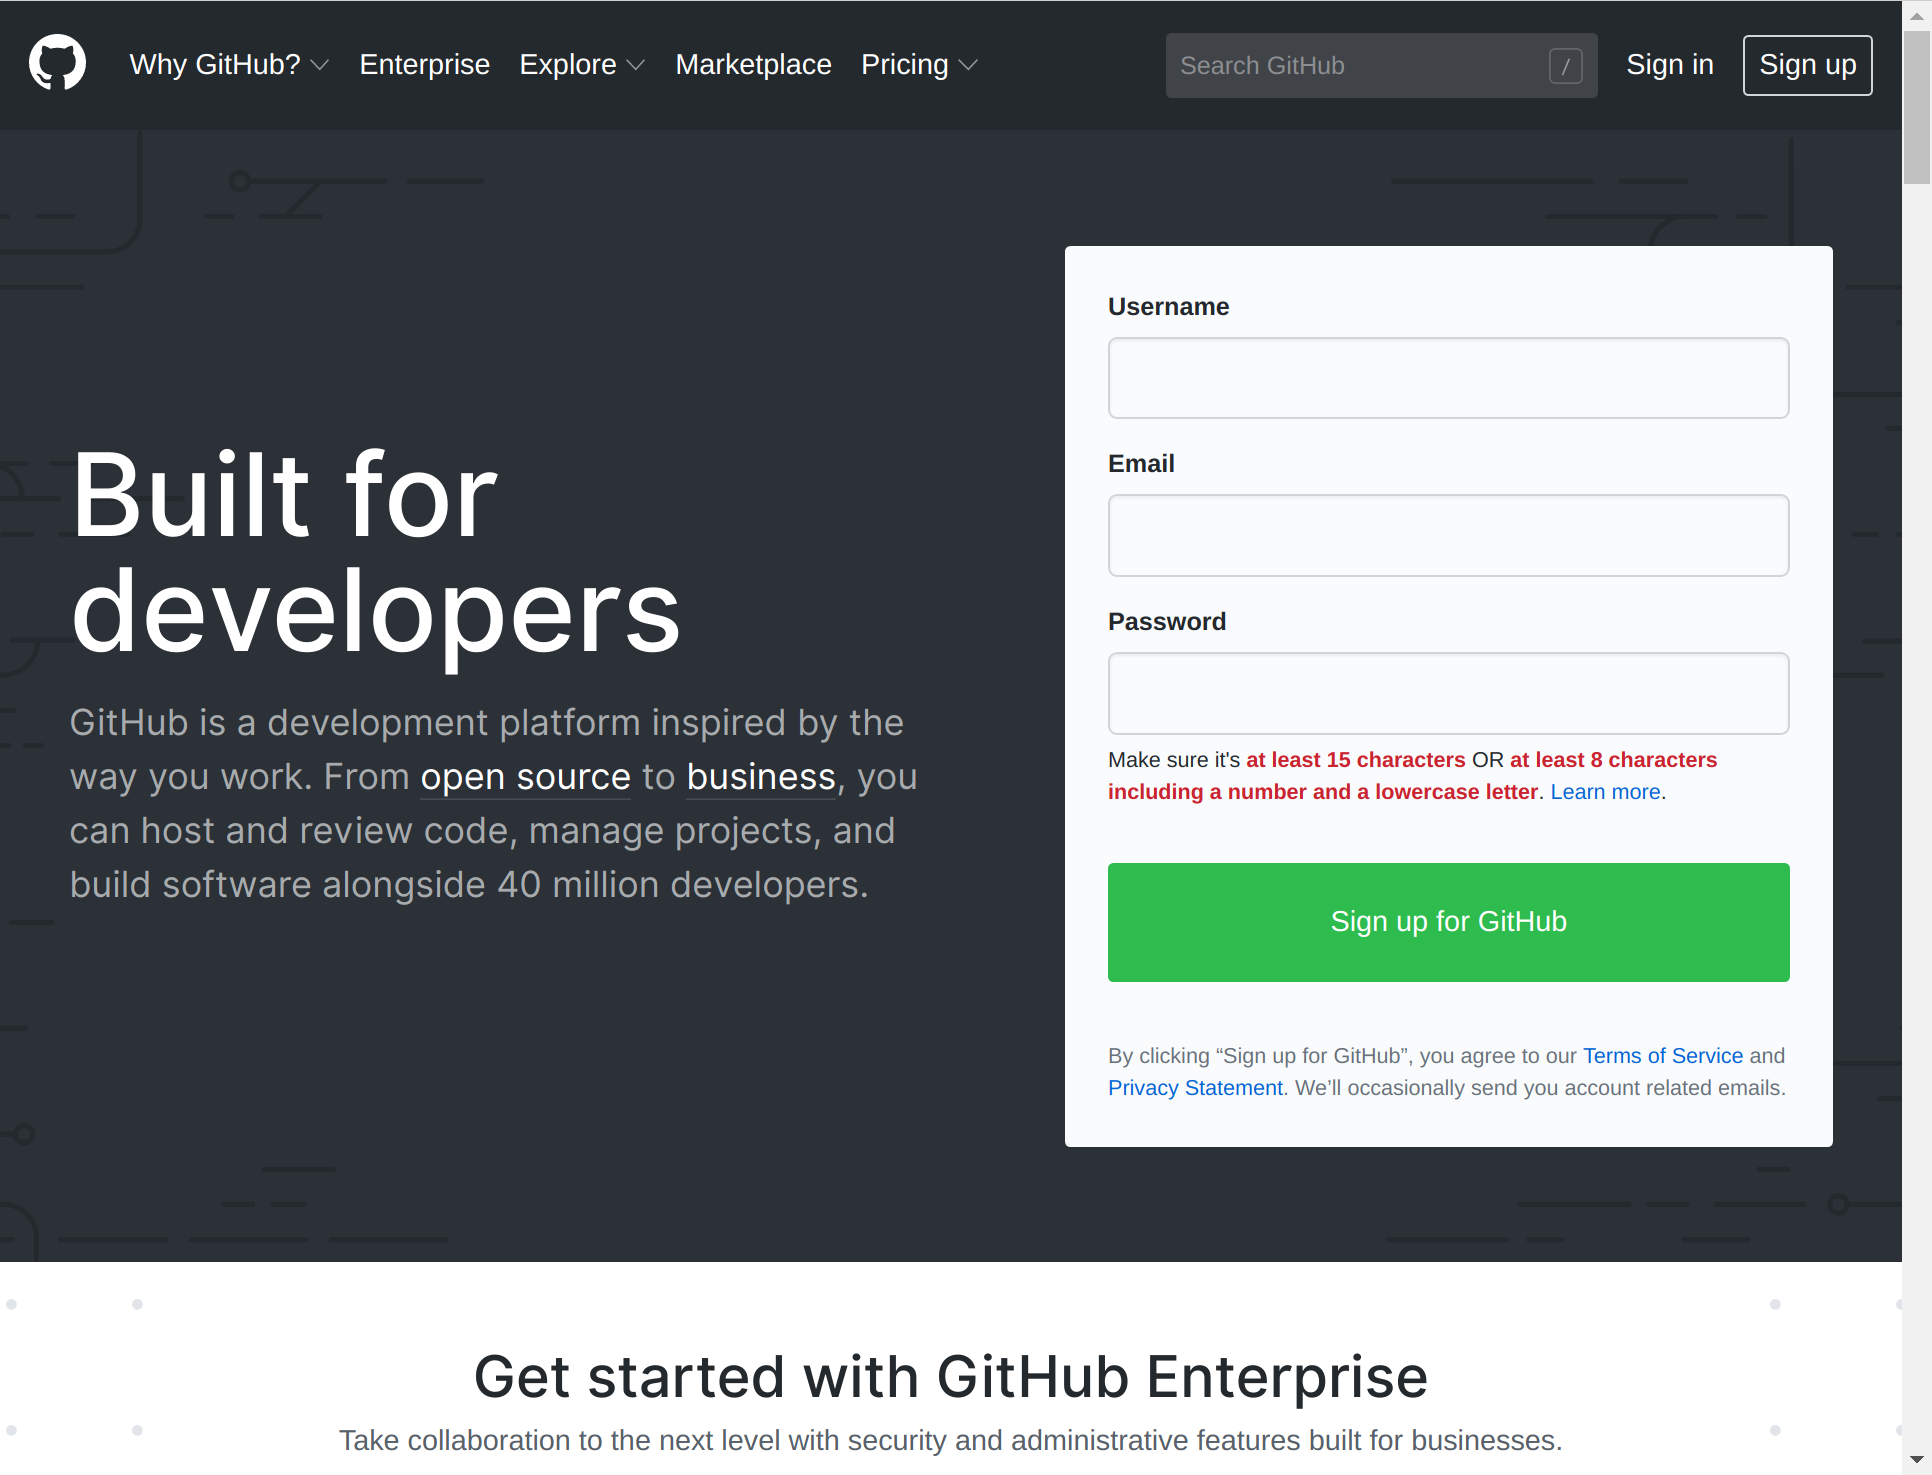 Why GitHub? Enterprise Explore Marketplace Pricing Search GitHub / Sign in Sign up
Built for
developers
GitHub is a development platform inspired by the
way you work. From open source to business, you
can host and review code, manage projects, and
build software alongside 40 million developers.
Username
Email
Password
Make sure it's at least 15 characters OR at least 8 characters
including a number and a lowercase letter. Learn more.
Sign up for GitHub
By clicking “Sign up for GitHub”, you agree to our Terms of Service and
Privacy Statement. We’ll occasionally send you account related emails.
Get started with GitHub Enterprise
Take collaboration to the next level with security and administrative features built for businesses.